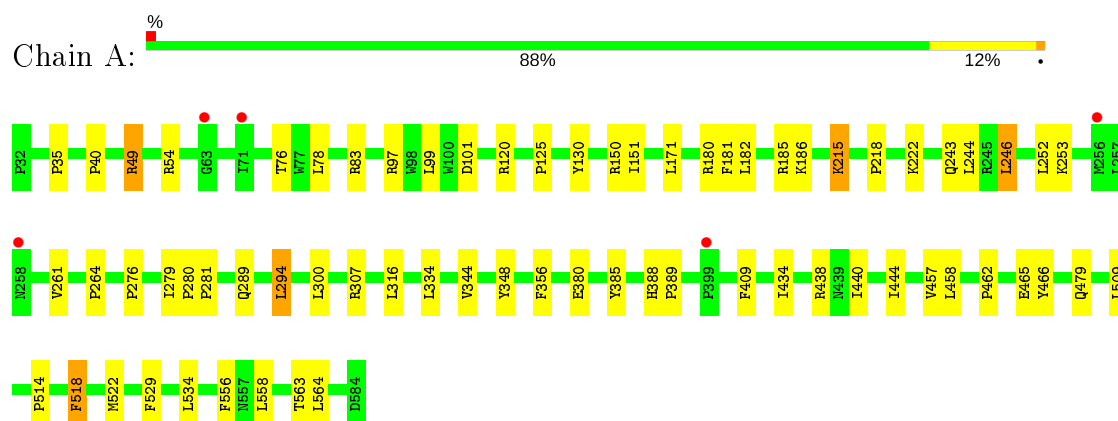 %
Chain A:
88% 12% •
P32 P35 P40 R49 R54 G63 I71 T76 W77 L78 R83 R97 W98 L99 W100 D101 R120 P125 Y130 R150 I151 L171 R180 F181 L182 R185 K186 K215 P218 K222 Q243 L244 R245 L246 L252 K253 M256 L257
N258 V261 P264 P276 I279 P280 P281 Q289 L294 L300 R307 L316 L334 V344 Y348 F356 E380 Y385 H388 P389 P399 F409 I434 R438 N439 I440 I444 V457 L458 P462 E465 Y466 Q479
P514 F518 M522 F529 L534 F556 N557 L558 T563 L564 D584